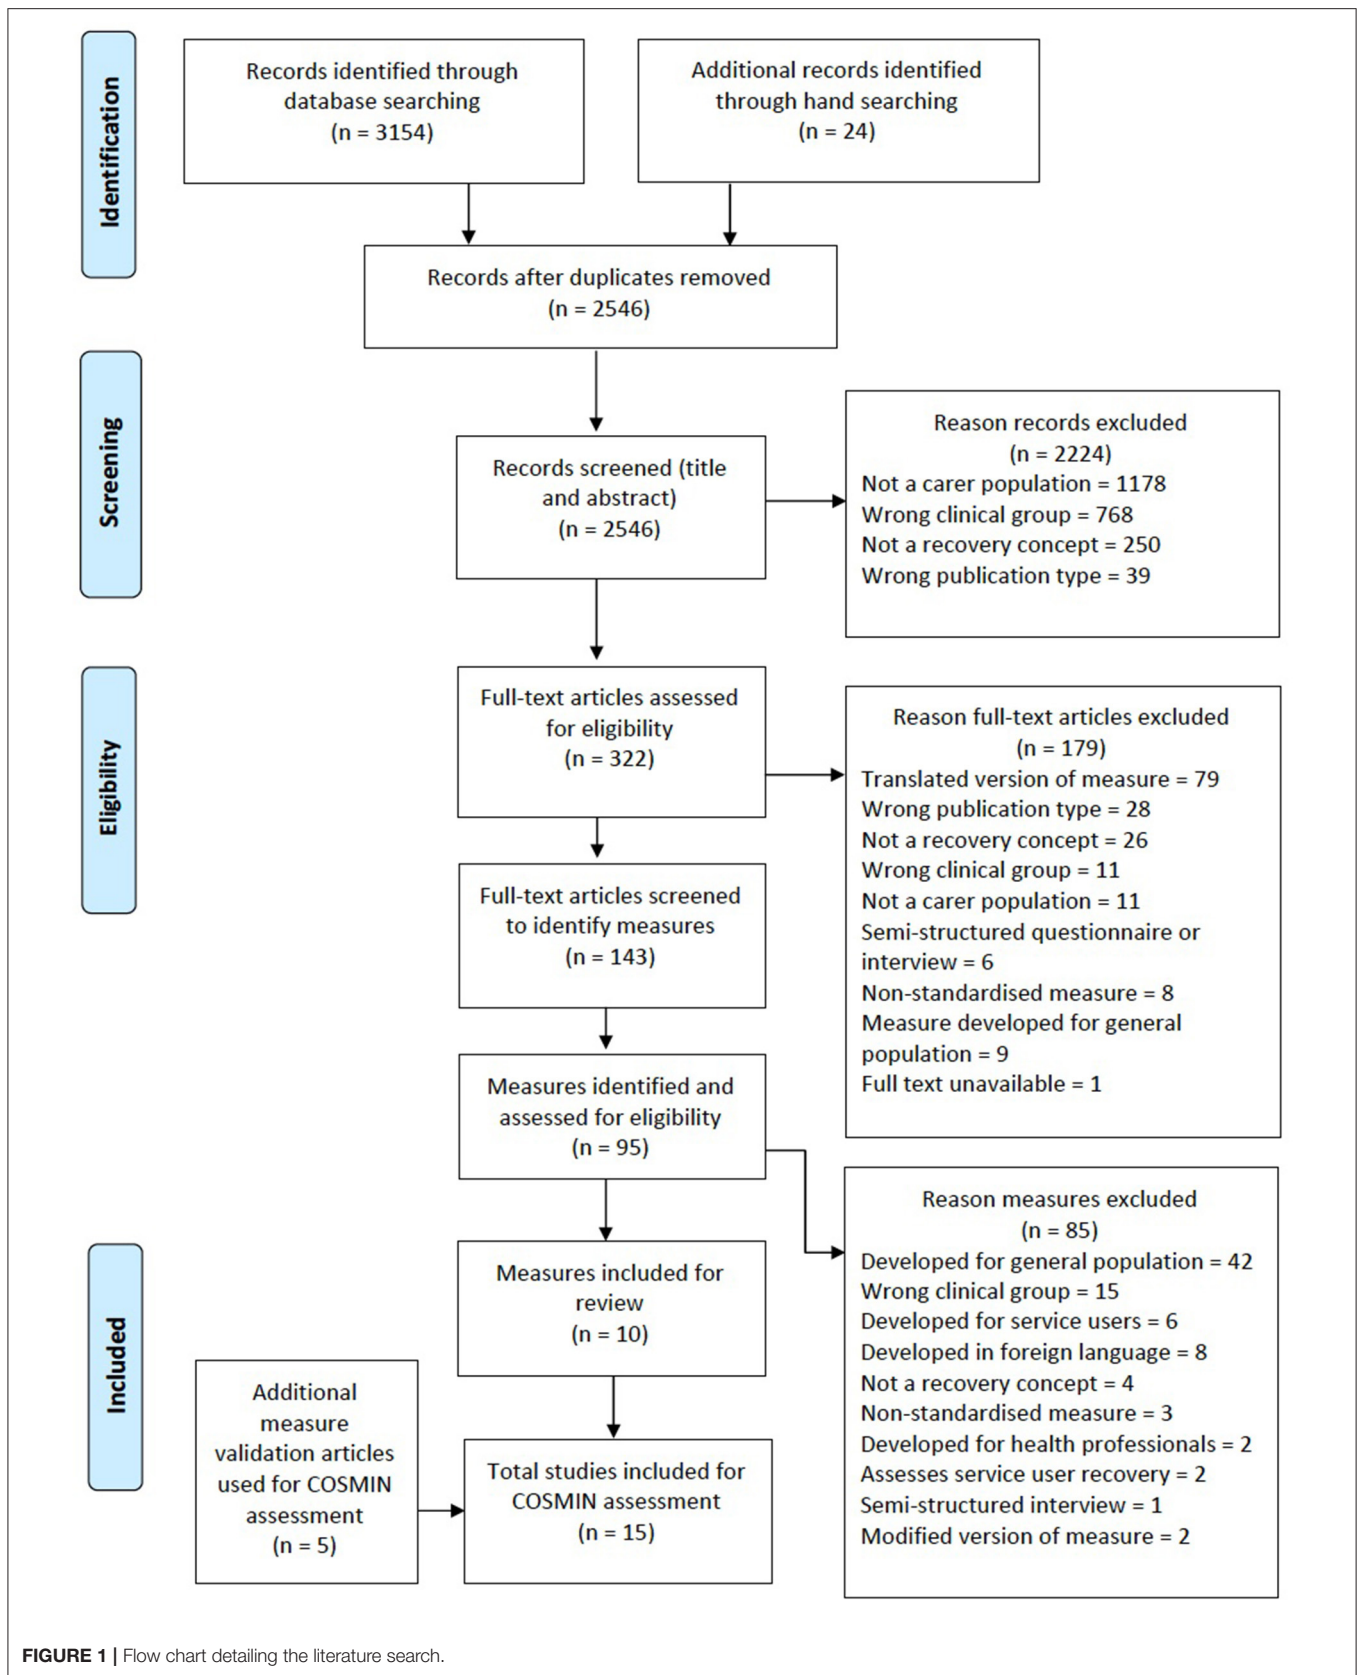 Identification
Records identified through
database searching
(n = 3154)
Additional records identified
through hand searching
(n = 24)
Records after duplicates removed
(n = 2546)
Screening
Records screened (title
and abstract)
(n = 2546)
Reason records excluded
(n = 2224)
Not a carer population = 1178
Wrong clinical group = 768
Not a recovery concept = 250
Wrong publication type = 39
Eligibility
Full-text articles assessed
for eligibility
(n = 322)
Reason full-text articles excluded
(n = 179)
Translated version of measure = 79
Wrong publication type = 28
Not a recovery concept = 26
Wrong clinical group = 11
Not a carer population = 11
Semi-structured questionnaire or
interview = 6
Non-standardised measure = 8
Measure developed for general
population = 9
Full text unavailable = 1
Full-text articles screened
to identify measures
(n = 143)
Measures identified and
assessed for eligibility
(n = 95)
Reason measures excluded
(n = 85)
Developed for general population = 42
Wrong clinical group = 15
Developed for service users = 6
Developed in foreign language = 8
Not a recovery concept = 4
Non-standardised measure = 3
Developed for health professionals = 2
Assesses service user recovery = 2
Semi-structured interview = 1
Modified version of measure = 2
Included
Measures included for
review
(n = 10)
Additional
measure
validation articles
used for COSMIN
assessment
(n = 5)
Total studies included for
COSMIN assessment
(n = 15)
FIGURE 1 | Flow chart detailing the literature search.